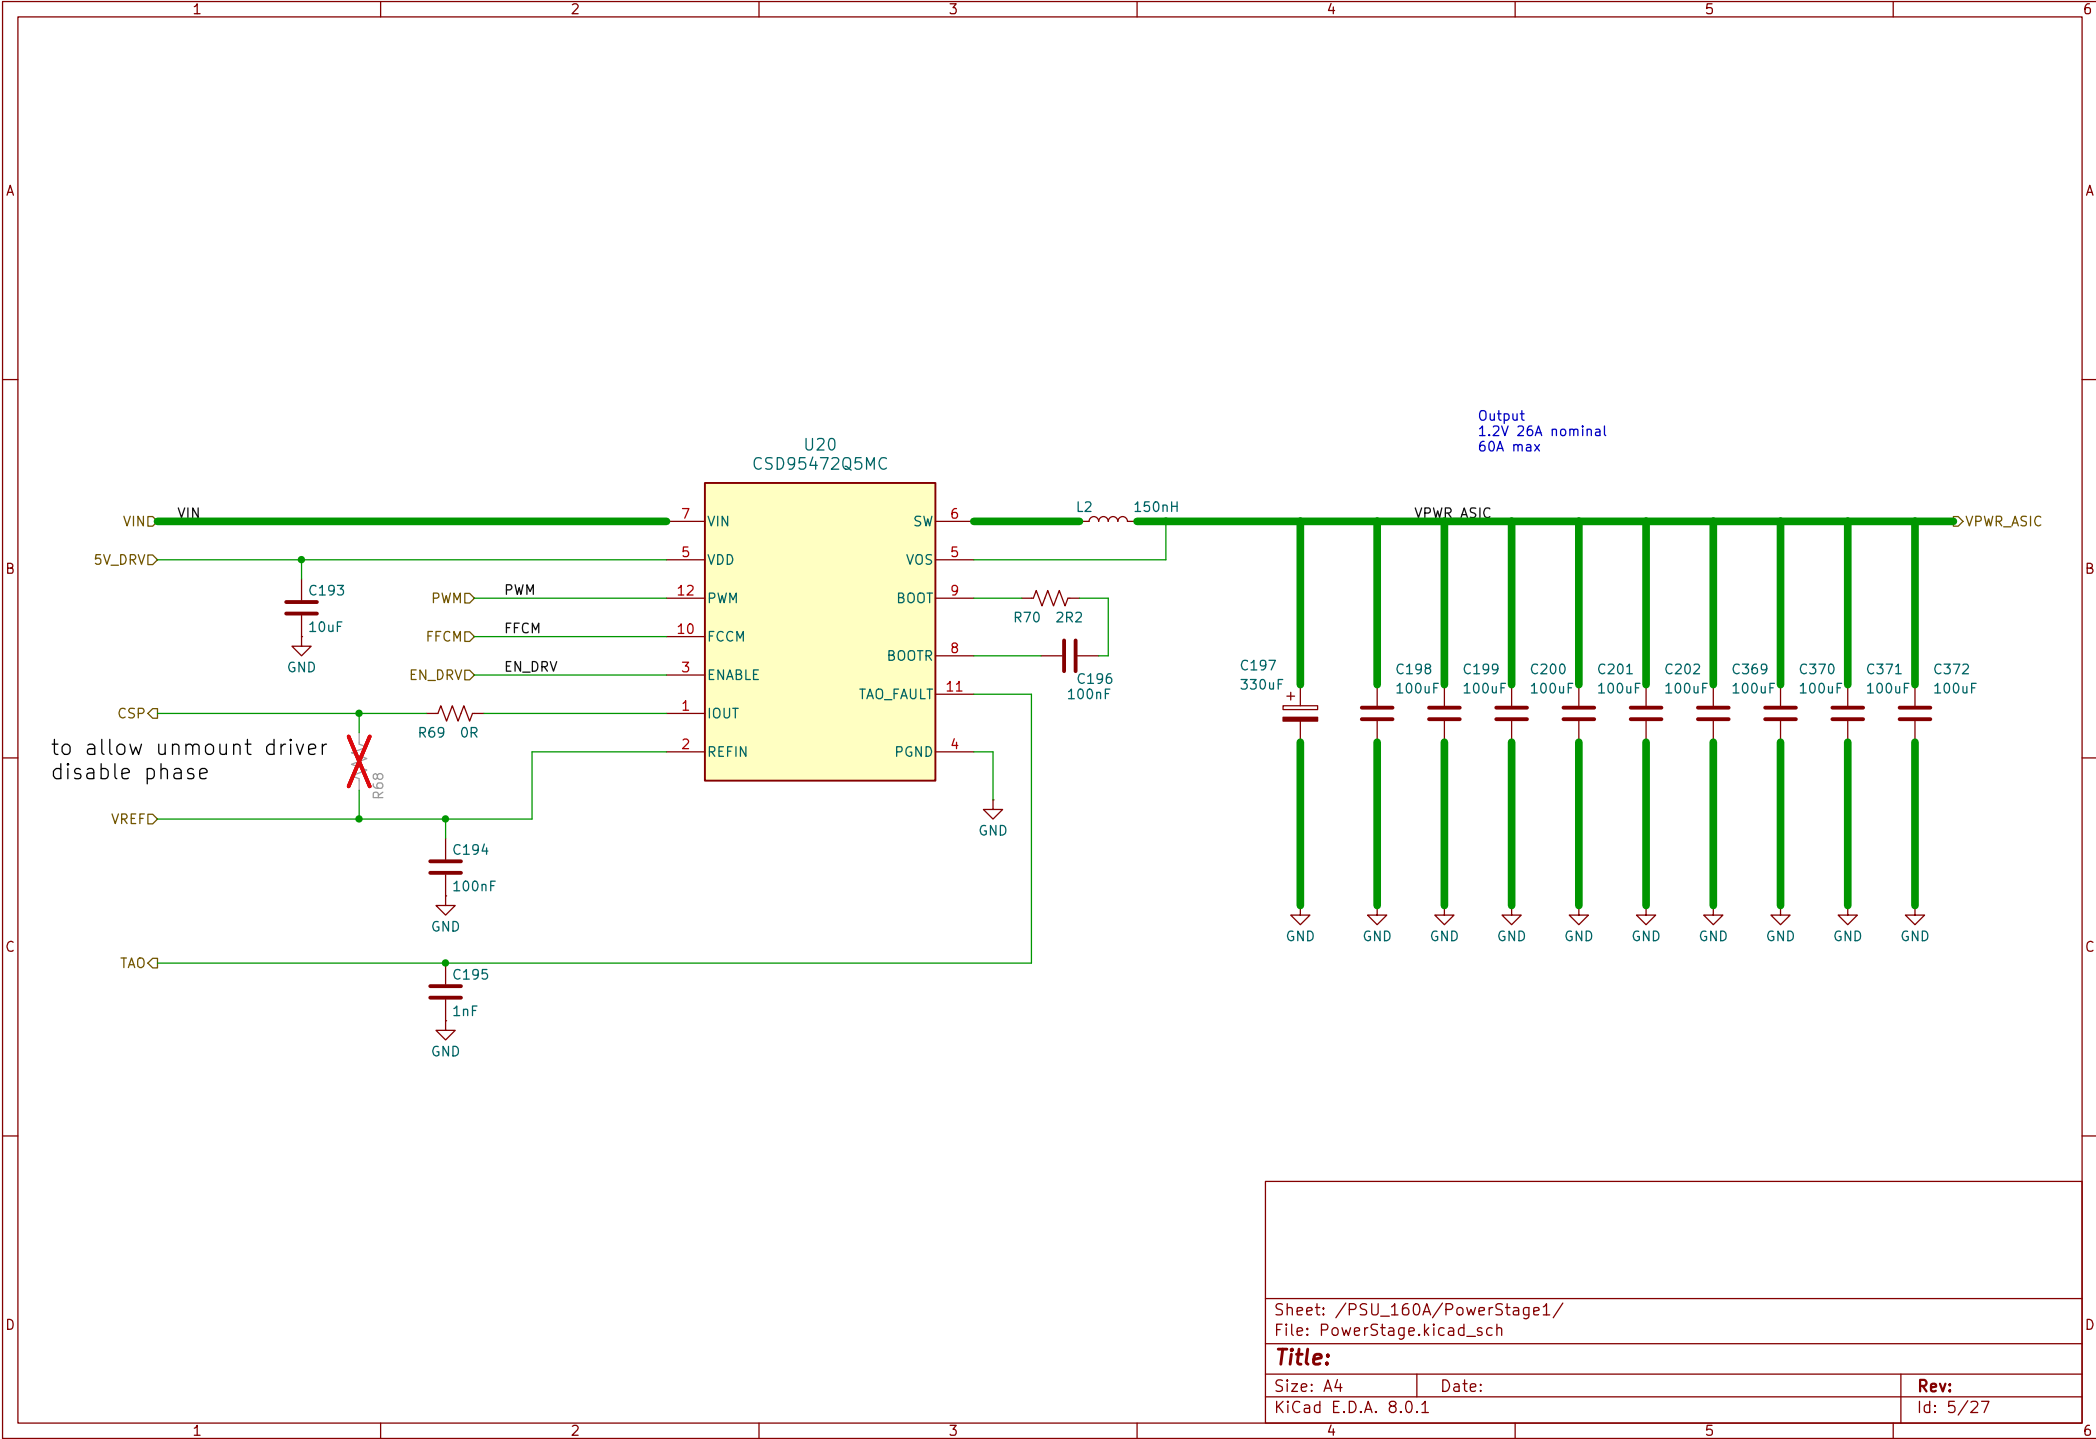 1 2 3 4 5 6
A A
B B
C C
D D
1 2 3 4 5 6
Output
1.2V 26A nominal
60A max
U20
CSD95472Q5MC
VIN VIN
7 VIN
5V_DRV
5 VDD
C193
10uF
GND
PWM PWM
12 PWM
FFCM FFCM
10 FCCM
EN_DRV EN_DRV
3 ENABLE
CSP
R69 0R
1 IOUT
2 REFIN
to allow unmount driver
disable phase
R68
VREF
C194
100nF
GND
TAO
C195
1nF
GND
SW 6
VOS 5
BOOT 9
BOOTR 8
TAO_FAULT 11
PGND 4
GND
L2 150nH
R70 2R2
C196
100nF
VPWR_ASIC
VPWR_ASIC
C197
330uF
+
C198
100uF
C199
100uF
C200
100uF
C201
100uF
C202
100uF
C369
100uF
C370
100uF
C371
100uF
C372
100uF
GND GND GND GND GND GND GND GND GND GND
Sheet: /PSU_160A/PowerStage1/
File: PowerStage.kicad_sch
Title:
Size: A4 Date: Rev:
KiCad E.D.A. 8.0.1 Id: 5/27